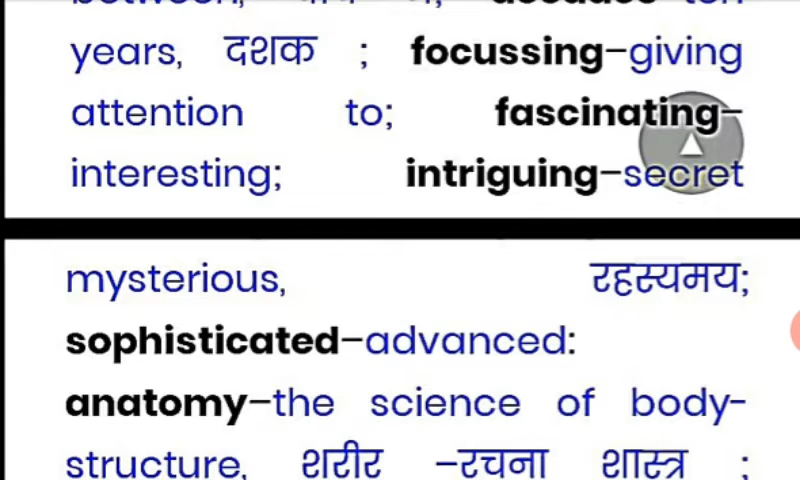 years, दशक ; focussing–giving
attention to; fascinating–
interesting; intriguing–secret
mysterious, रहस्यमय;
sophisticated–advanced:
anatomy–the science of body-
structure, शरीर –रचना शास्त्र ;